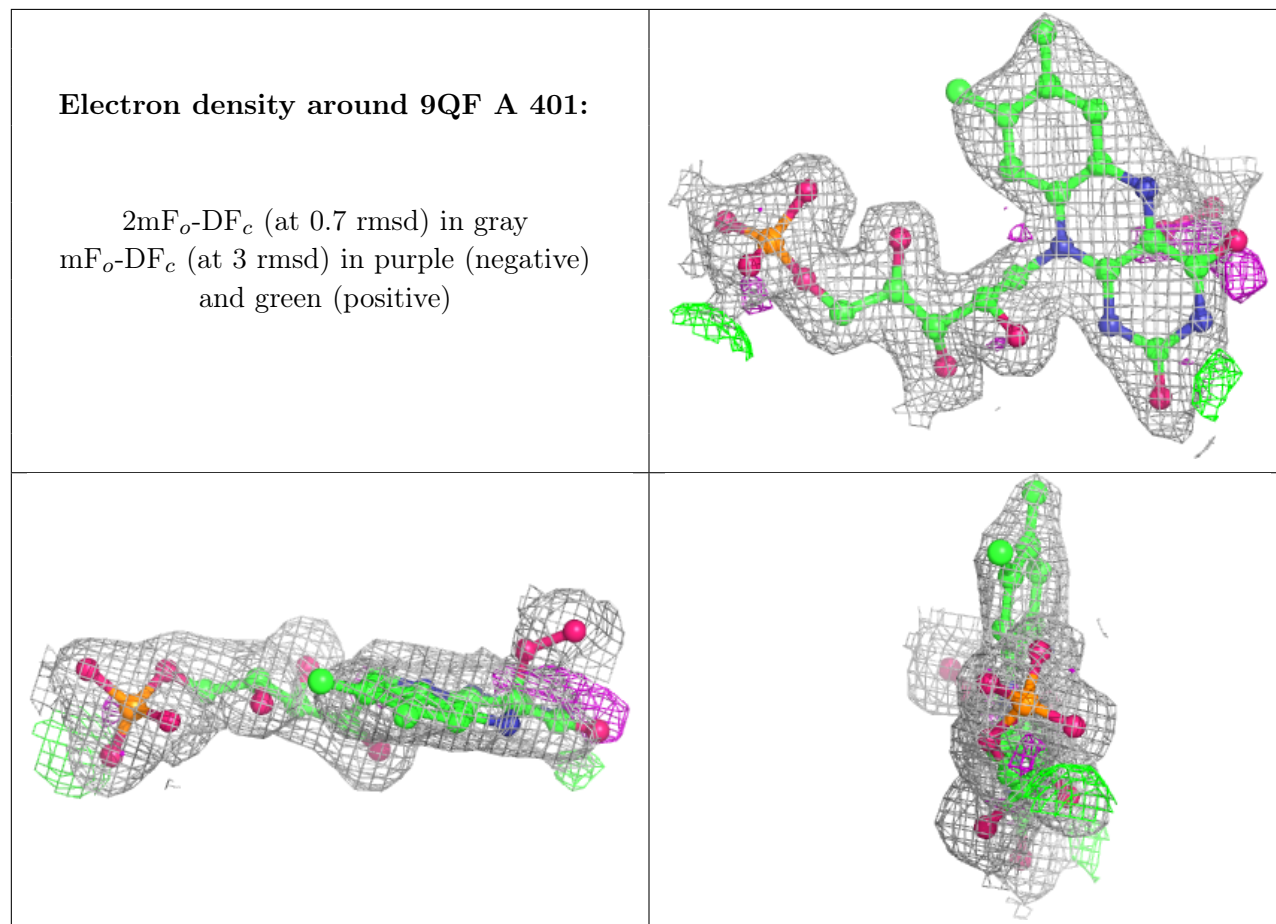 Electron density around 9QF A 401:
2mFo-DFc (at 0.7 rmsd) in gray
mFo-DFc (at 3 rmsd) in purple (negative)
and green (positive)